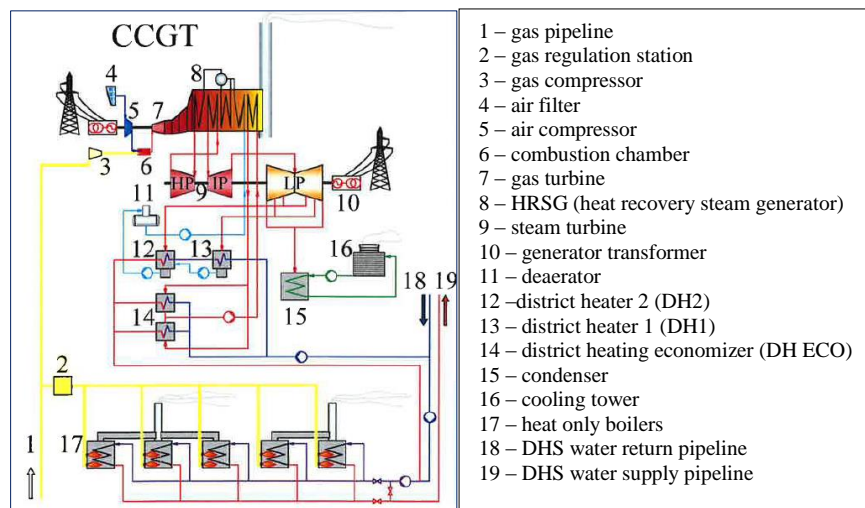 CCGT
4
8
5
7
3
6
HP
9
IP
LP
10
11
12
13
16
18
19
14
15
2
1
17
1 – gas pipeline
2 – gas regulation station
3 – gas compressor
4 – air filter
5 – air compressor
6 – combustion chamber
7 – gas turbine
8 – HRSG (heat recovery steam generator)
9 – steam turbine
10 – generator transformer
11 – deaerator
12 –district heater 2 (DH2)
13 – district heater 1 (DH1)
14 – district heating economizer (DH ECO)
15 – condenser
16 – cooling tower
17 – heat only boilers
18 – DHS water return pipeline
19 – DHS water supply pipeline